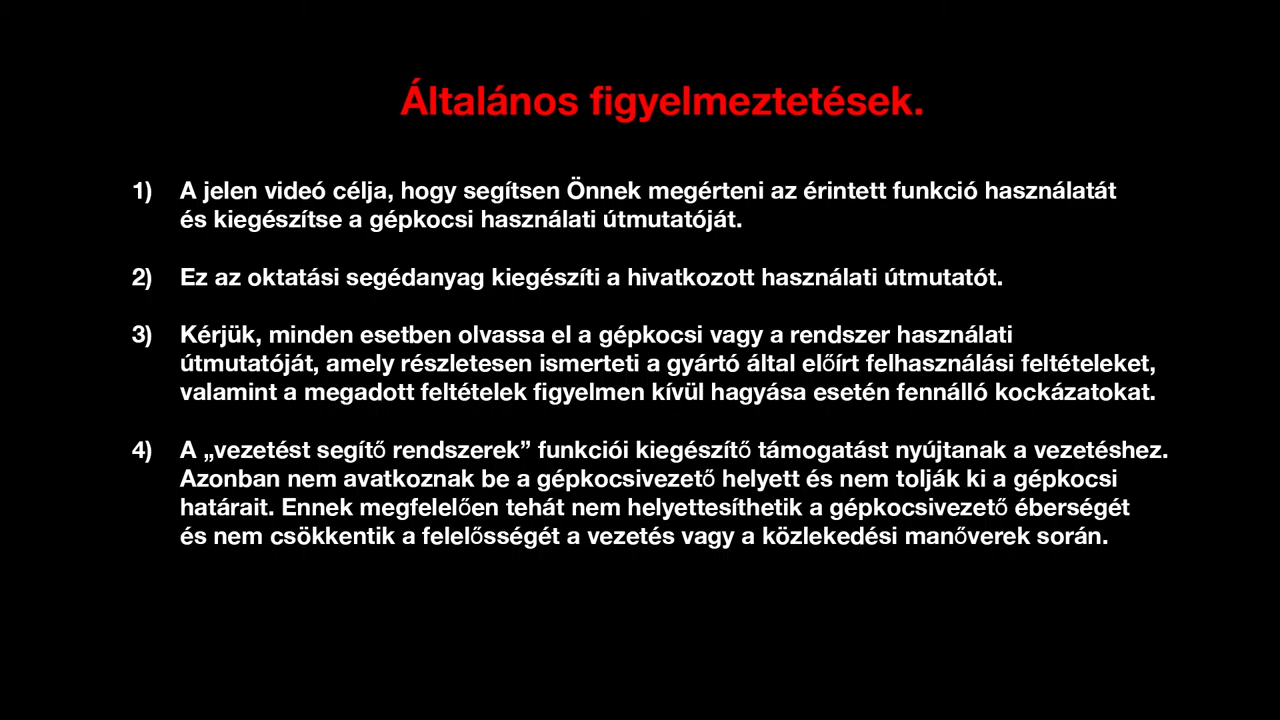 Általános figyelmeztetések.
1) A jelen videó célja, hogy segítsen Önnek megérteni az érintett funkció használatát
és kiegészítse a gépkocsi használati útmutatóját.
2) Ez az oktatási segédanyag kiegészíti a hivatkozott használati útmutatót.
3) Kérjük, minden esetben olvassa el a gépkocsi vagy a rendszer használati
útmutatóját, amely részletesen ismerteti a gyártó által előírt felhasználási feltételeket,
valamint a megadott feltételek figyelmen kívül hagyása esetén fennálló kockázatokat.
4) A „vezetést segítő rendszerek” funkciói kiegészítő támogatást nyújtanak a vezetéshez.
Azonban nem avatkoznak be a gépkocsivezető helyett és nem tolják ki a gépkocsi
határait. Ennek megfelelően tehát nem helyettesíthetik a gépkocsivezető éberségét
és nem csökkentik a felelősségét a vezetés vagy a közlekedési manőverek során.